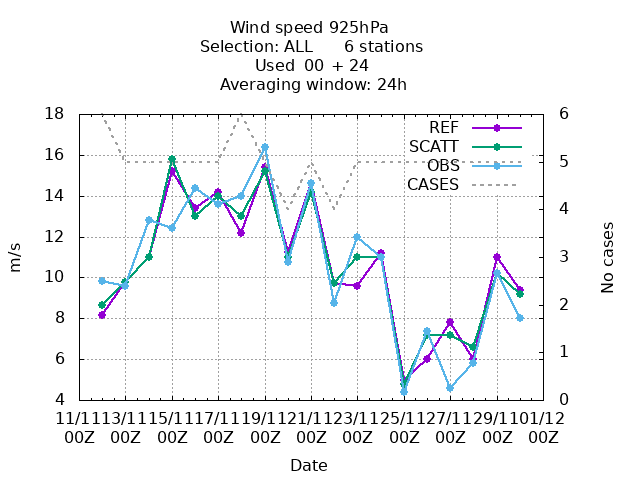 Wind speed 925hPa
Selection: ALL 6 stations
Used 00 + 24
Averaging window: 24h
18 6
REF
16 SCATT
OBS 5
CASES
14 4
12
10 3
8 2
6 1
4 0
m/s
No cases
11/11 13/11 15/11 17/11 19/11 21/11 23/11 25/11 27/11 29/11 01/12
00Z 00Z 00Z 00Z 00Z 00Z 00Z 00Z 00Z 00Z 00Z
Date